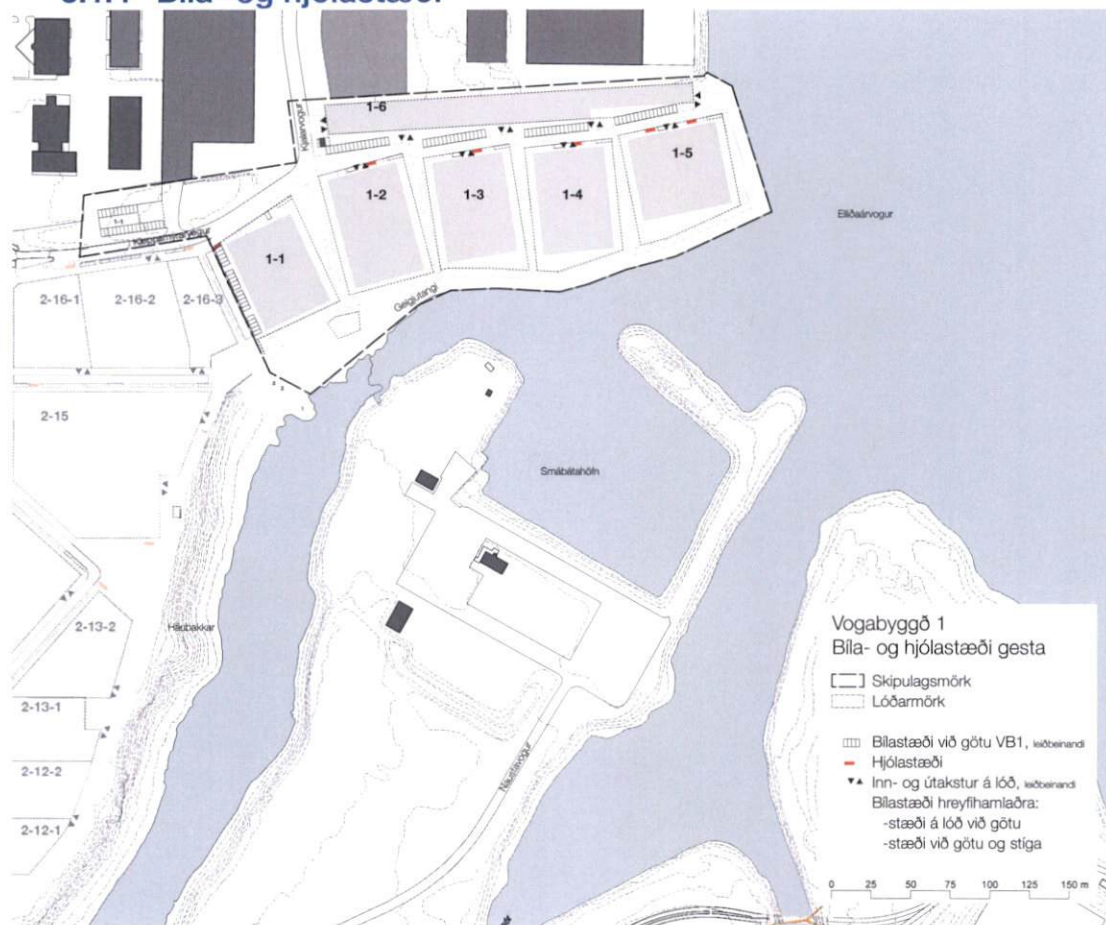 Bíla- og hjólastæði
1-6
Kleppsmýrarvegur
1-1
1-2
1-3
1-4
1-5
Elliðaárvogur
2-16-1
2-16-2
2-16-3
Gelgjutangi
2-15
Smábátahöfn
2-13-2
Háubakkar
2-13-1
2-12-2
2-12-1
Naustavogur
Vogabyggð 1
Bíla- og hjólastæði gesta
Skipulagsmörk
Lóðarmörk
Bílastæði við götu VB1, leiðbeinandi
Hjólastæði
Inn- og útakstur á lóð, leiðbeinandi
Bílastæði hreyfihamlaðra:
-stæði á lóð við götu
-stæði við götu og stíga
0 25 50 75 100 125 150 m